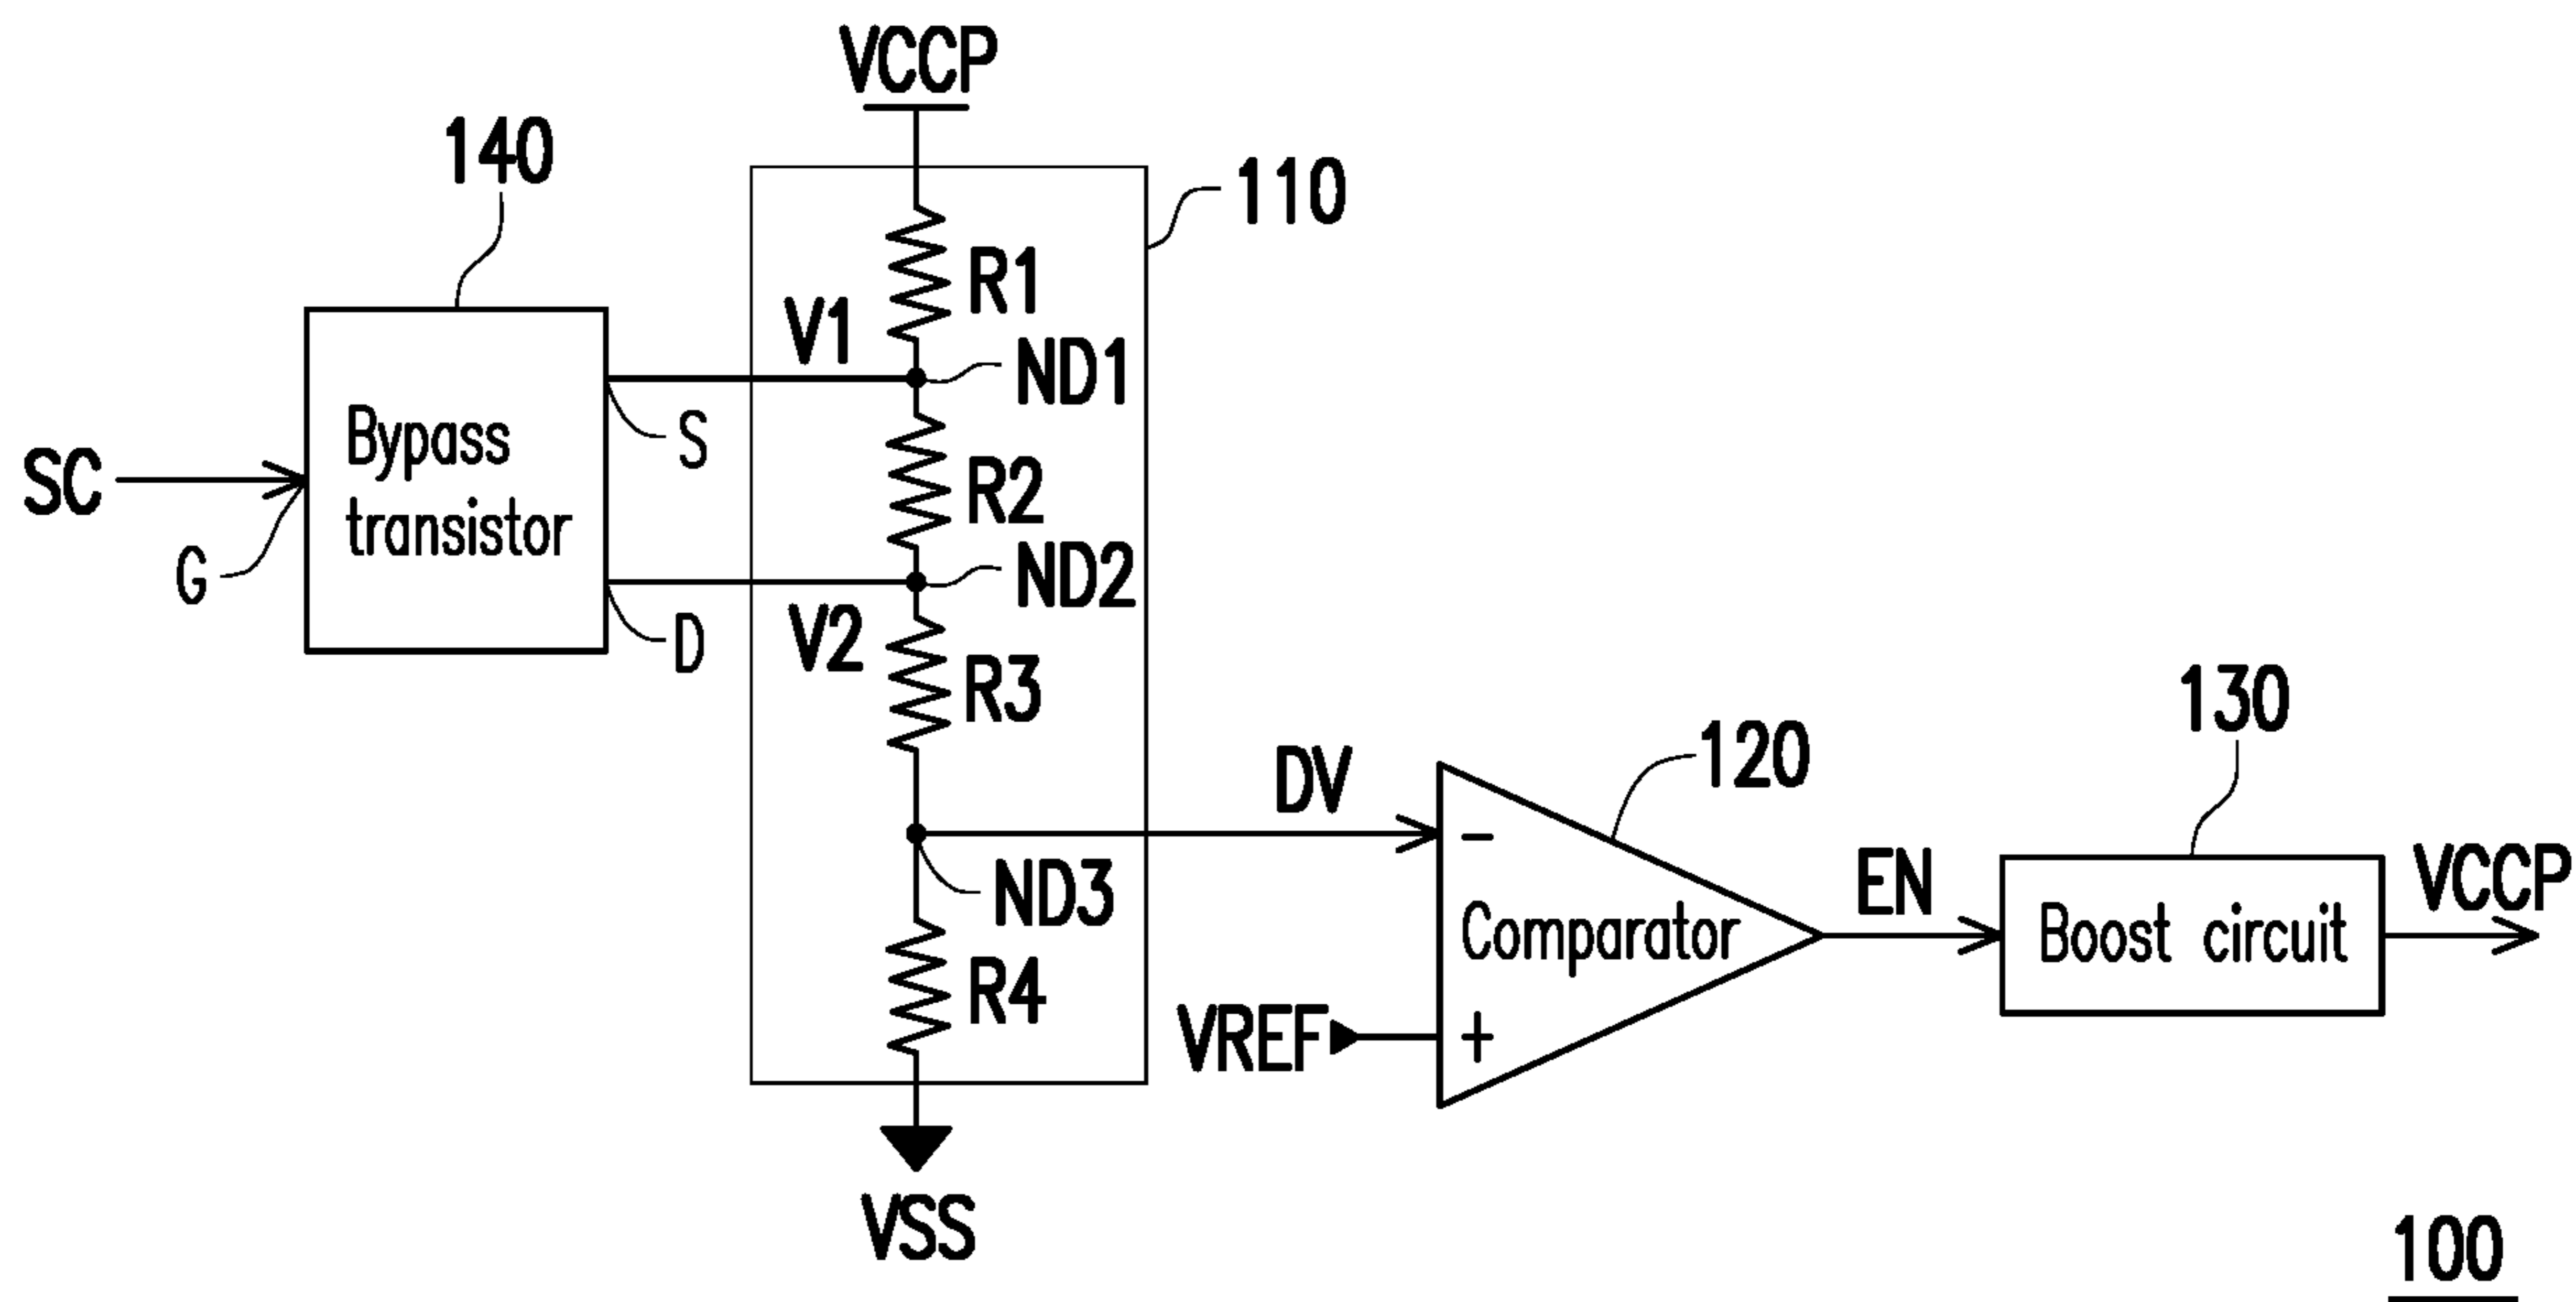 VCCP
140
110
R1
V1
ND1
Bypass
transistor
S
SC
R2
G
ND2
V2
D
R3
130
120
DV
-
ND3
Comparator
EN
Boost circuit
VCCP
R4
VREF
+
VSS
100